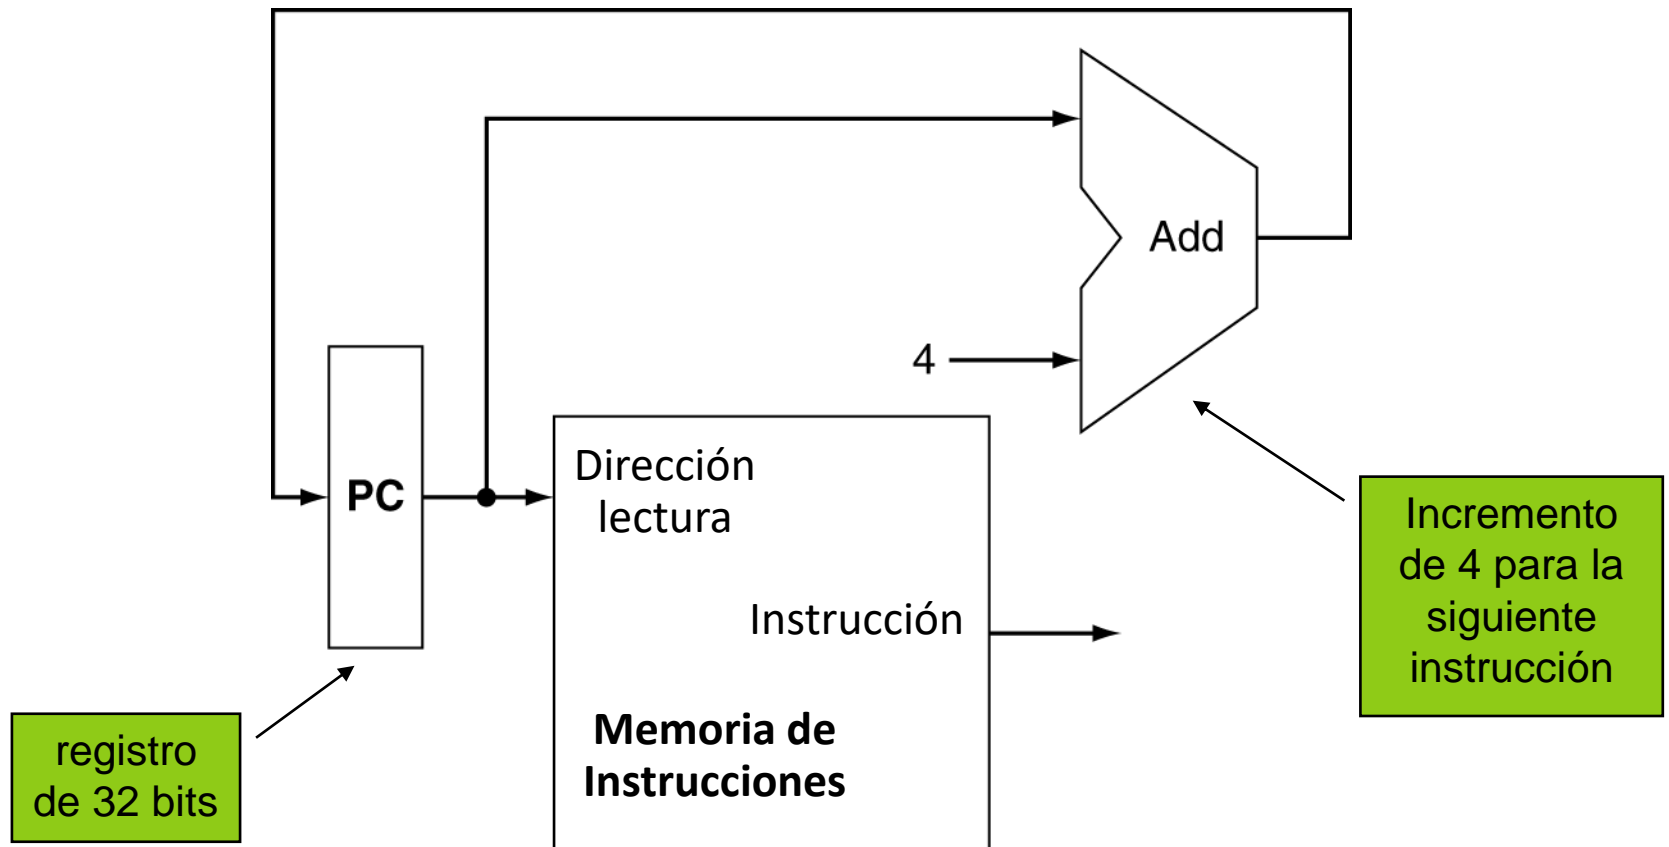 Add
4
Dirección
lectura
PC
Instrucción
Memoria de
Instrucciones
Incremento
de 4 para la
siguiente
instrucción
registro
de 32 bits